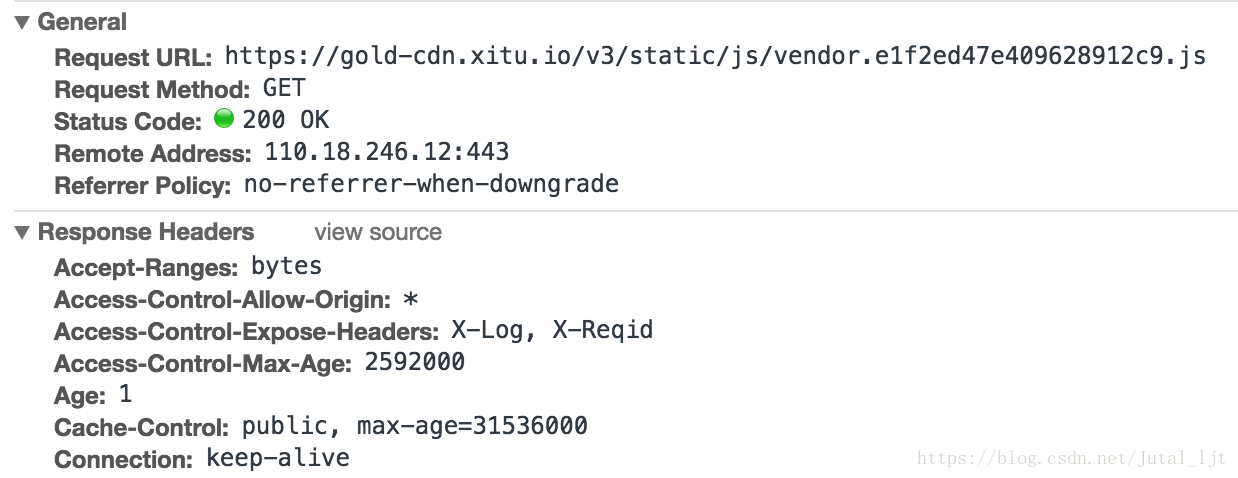 General
Request URL: https://gold-cdn.xitu.io/v3/static/js/vendor.e1f2ed47e409628912c9.js
Request Method: GET
Status Code: 200 OK
Remote Address: 110.18.246.12:443
Referrer Policy: no-referrer-when-downgrade
Response Headers view source
Accept-Ranges: bytes
Access-Control-Allow-Origin: *
Access-Control-Expose-Headers: X-Log, X-Reqid
Access-Control-Max-Age: 2592000
Age: 1
Cache-Control: public, max-age=31536000
Connection: keep-alive
https://blog.csdn.net/Jutal_ljt